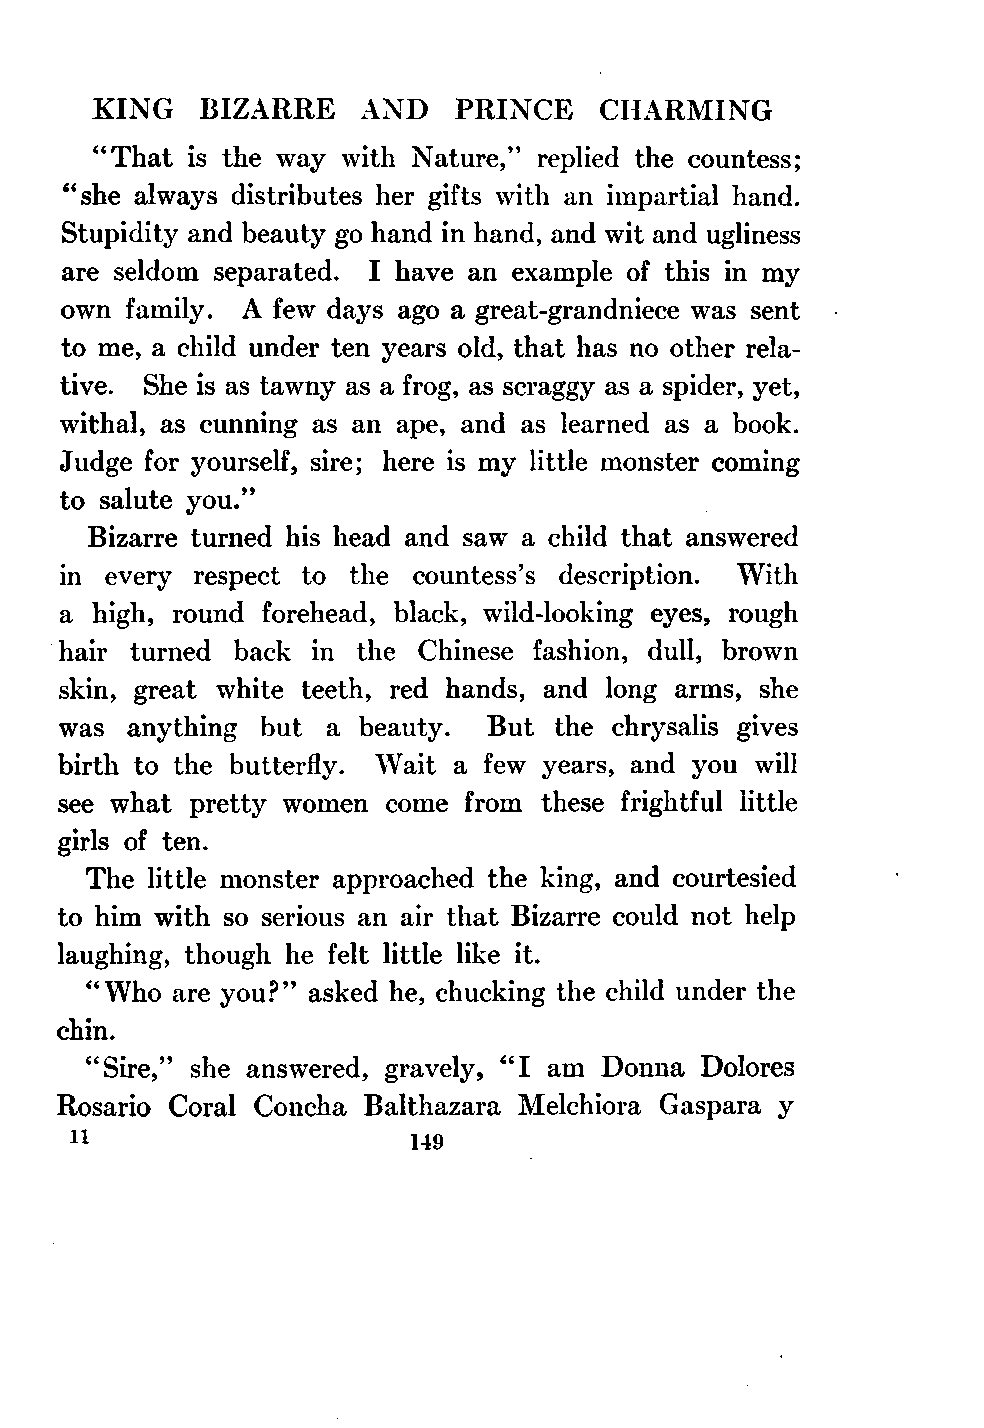 KING BIZARRE AND PRINCE CHARMING
“That is the way with Nature,” replied the countess;
“she always distributes her gifts with an impartial hand.
Stupidity and beauty go hand in hand, and wit and ugliness
are seldom separated. I have an example of this in my
own family. A few days ago a great-grandniece was sent
to me, a child under ten years old, that has no other rela-
tive. She is as tawny as a frog, as scraggy as a spider, yet,
withal, as cunning as an ape, and as learned as a book.
Judge for yourself, sire; here is my little monster coming
to salute you.”
Bizarre turned his head and saw a child that answered
in every respect to the countess’s description. With
a high, round forehead, black, wild-looking eyes, rough
hair turned back in the Chinese fashion, dull, brown
skin, great white teeth, red hands, and long arms, she
was anything but a beauty. But the chrysalis gives
birth to the butterfly. Wait a few years, and you will
see what pretty women come from these frightful little
girls of ten.
The little monster approached the king, and courtesied
to him with so serious an air that Bizarre could not help
laughing, though he felt little like it.
“Who are you?” asked he, chucking the child under the
chin.
“Sire,” she answered, gravely, “I am Donna Dolores
Rosario Coral Concha Balthazara Melchiora Gaspara y
11 149